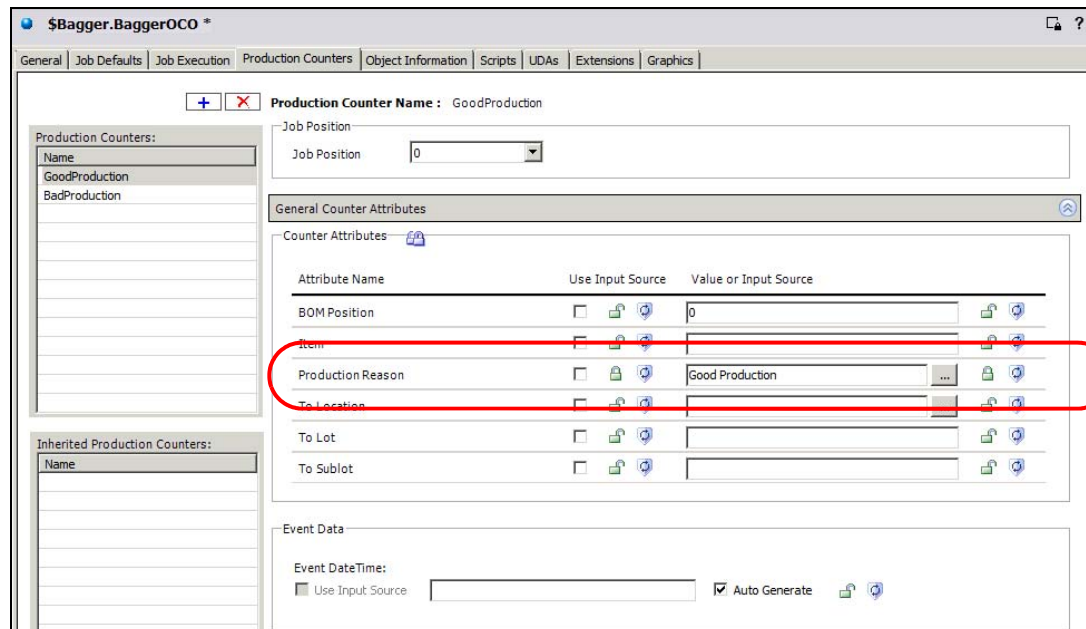 $Bagger.BaggerOCO * ?
General Job Defaults Job Execution Production Counters Object Information Scripts UDAs Extensions Graphics
Production Counter Name : GoodProduction
Production Counters:
Name
GoodProduction
BadProduction
Job Position
Job Position 0
General Counter Attributes
Counter Attributes
Attribute Name Use Input Source Value or Input Source
BOM Position 0
Item
Production Reason Good Production ...
To Location
To Lot
To Sublot
Inherited Production Counters:
Name
Event Data
Event DateTime:
Use Input Source Auto Generate